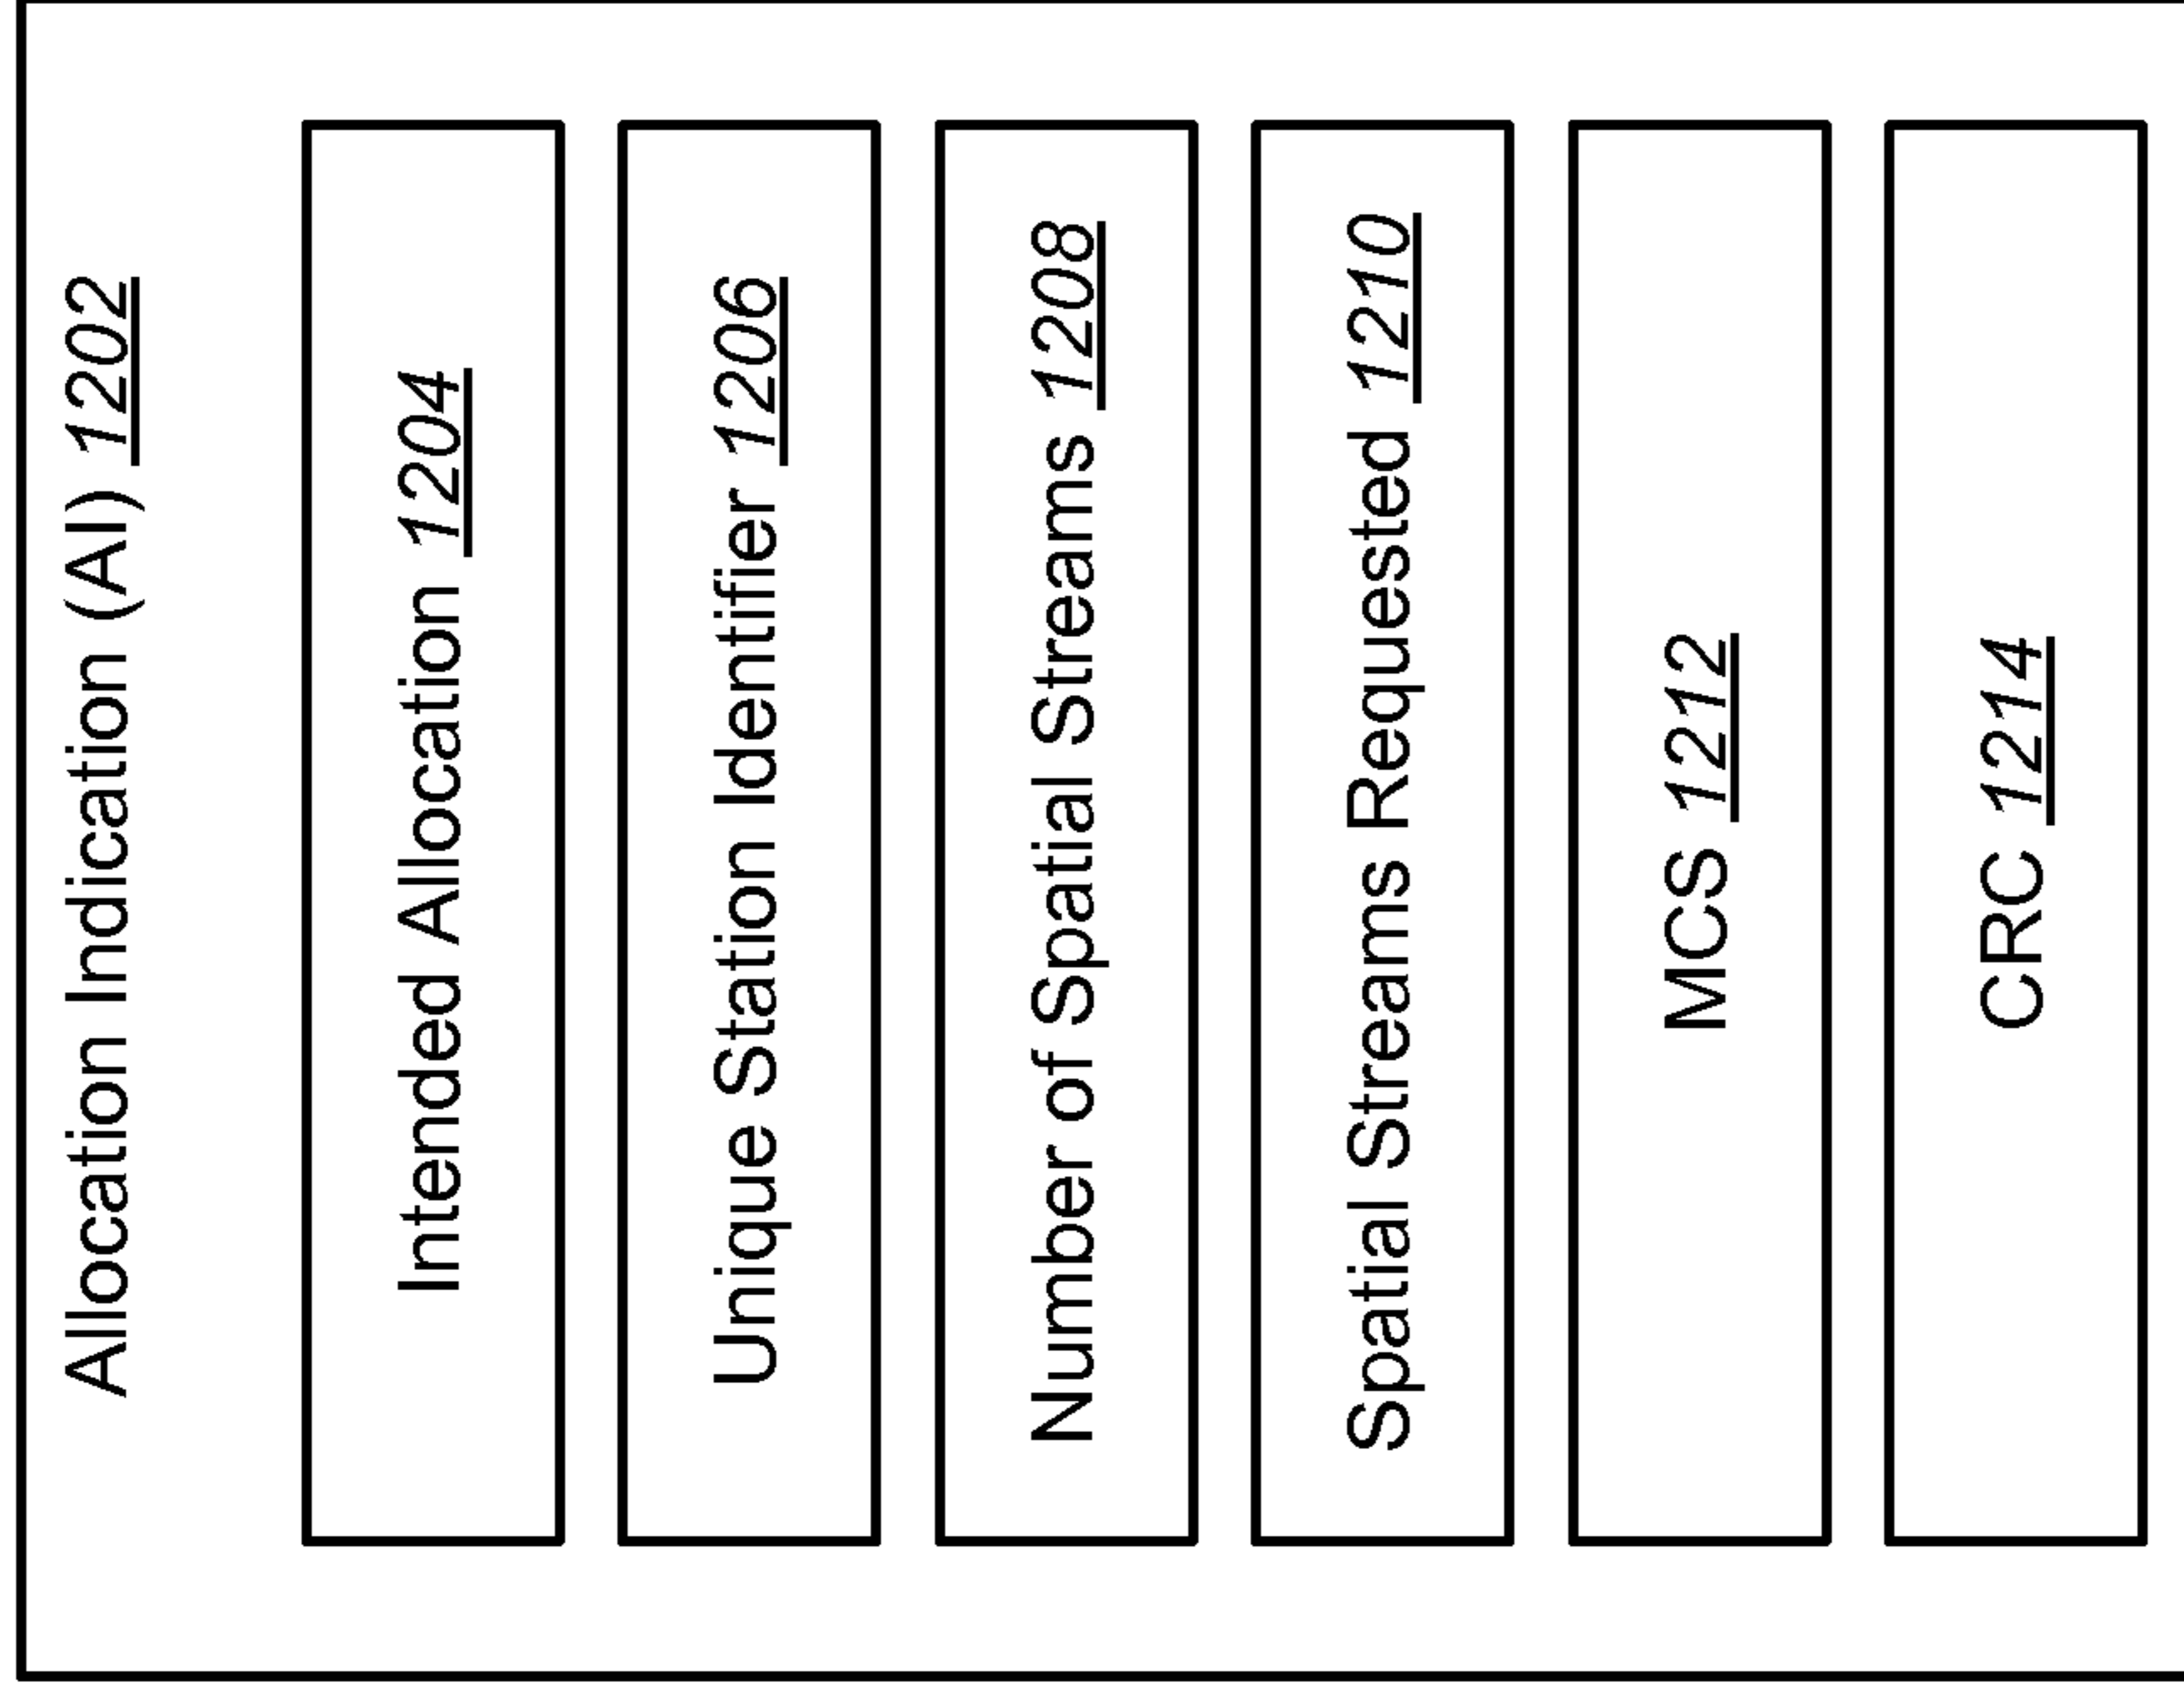 Allocation Indication (AI) 1202
Intended Allocation 1204
Unique Station Identifier 1206
Number of Spatial Streams 1208
Spatial Streams Requested 1210
MCS 1212
CRC 1214